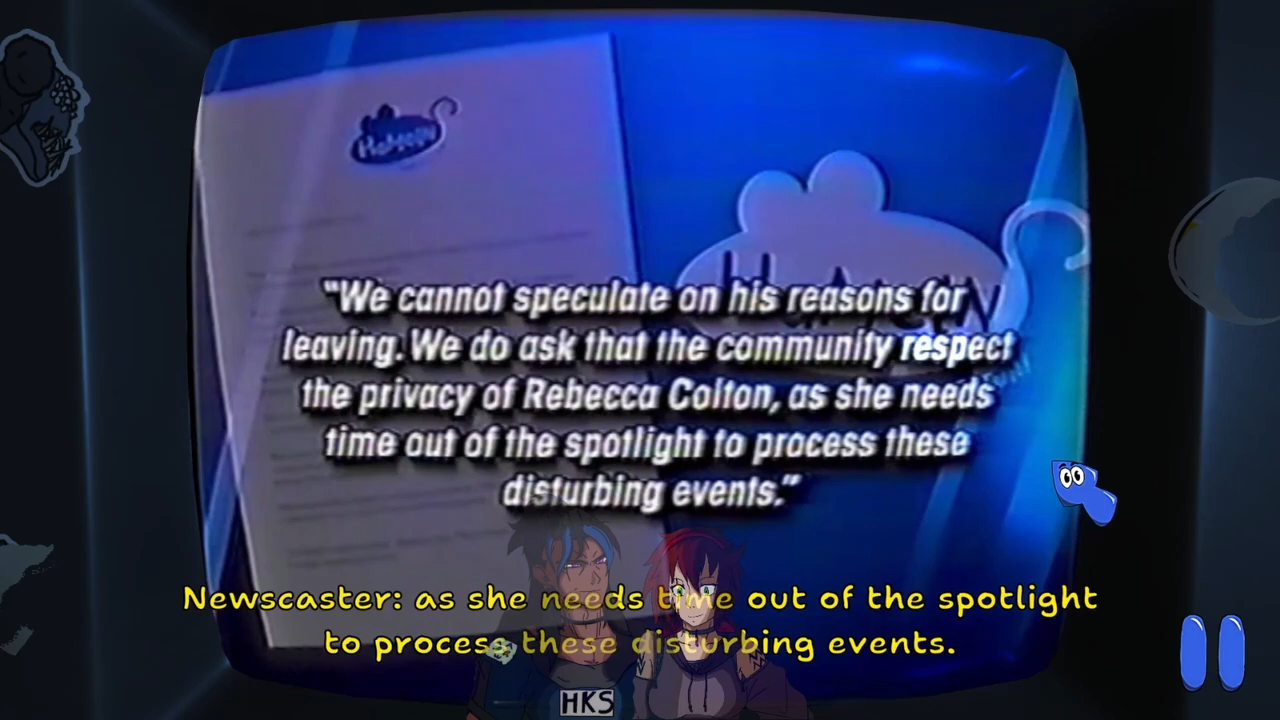 "We cannot speculate on his reasons for
leaving. We do ask that the community respect
the privacy of Rebecca Colton, as she needs
time out of the spotlight to process these
disturbing events."
Newscaster: as she needs time out of the spotlight
to process these disturbing events.
HKS